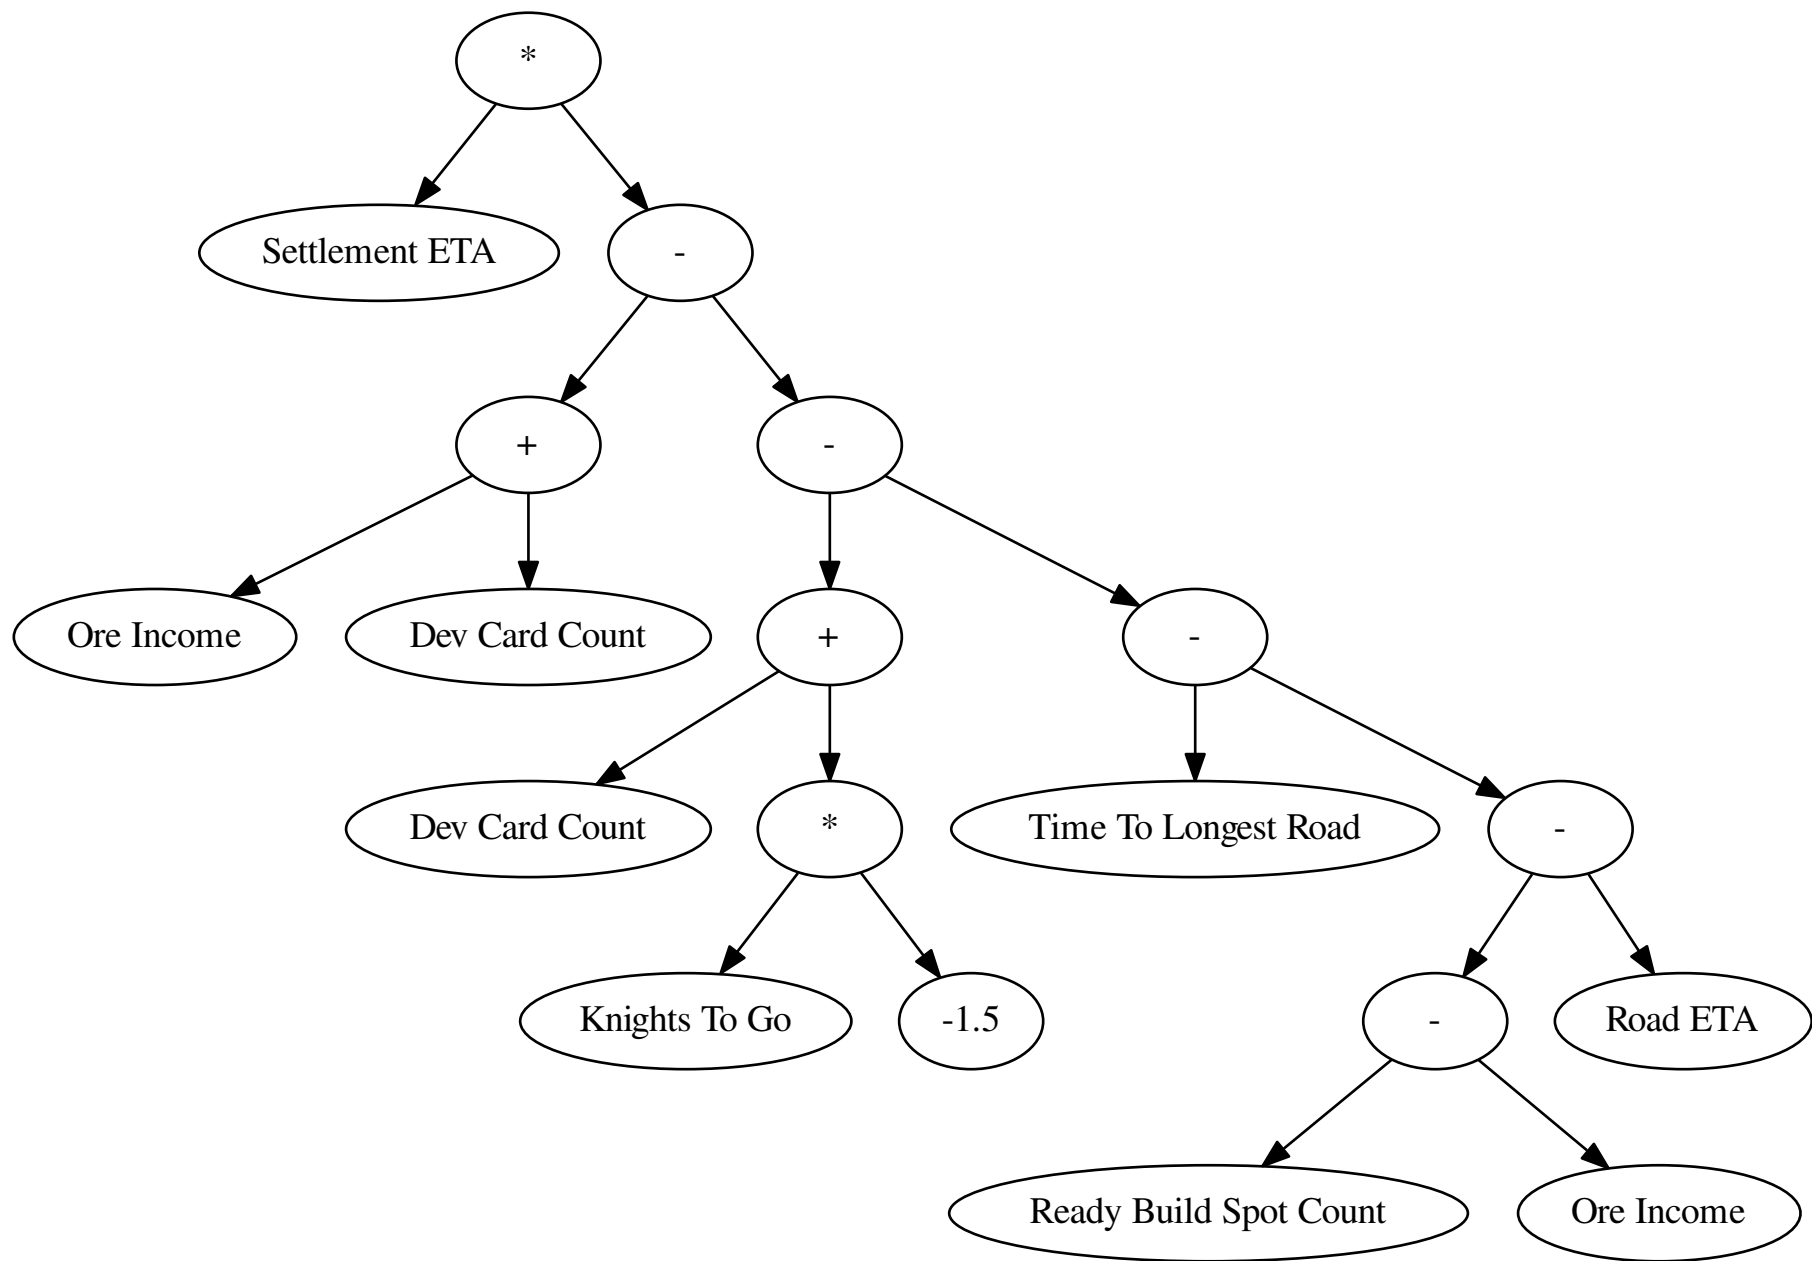 *
Settlement ETA
-
+
-
Ore Income
Dev Card Count
+
-
Dev Card Count
*
Time To Longest Road
-
Knights To Go
-1.5
-
Road ETA
Ready Build Spot Count
Ore Income